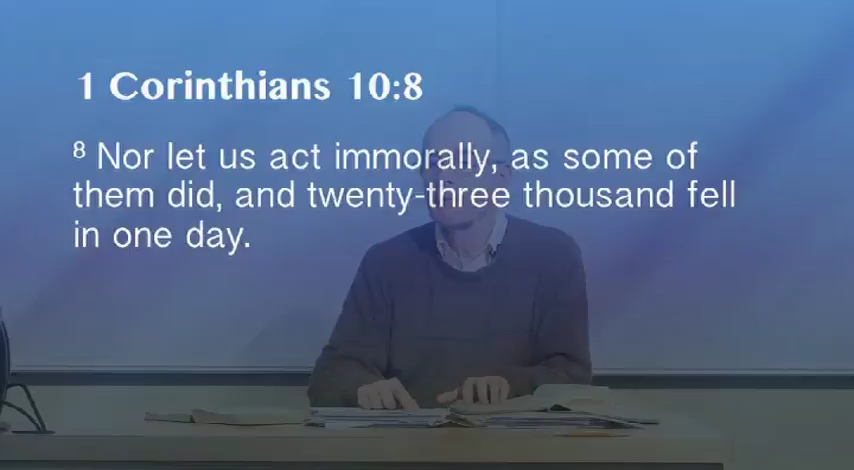 1 Corinthians 10:8
8 Nor let us act immorally, as some of
them did, and twenty-three thousand fell
in one day.